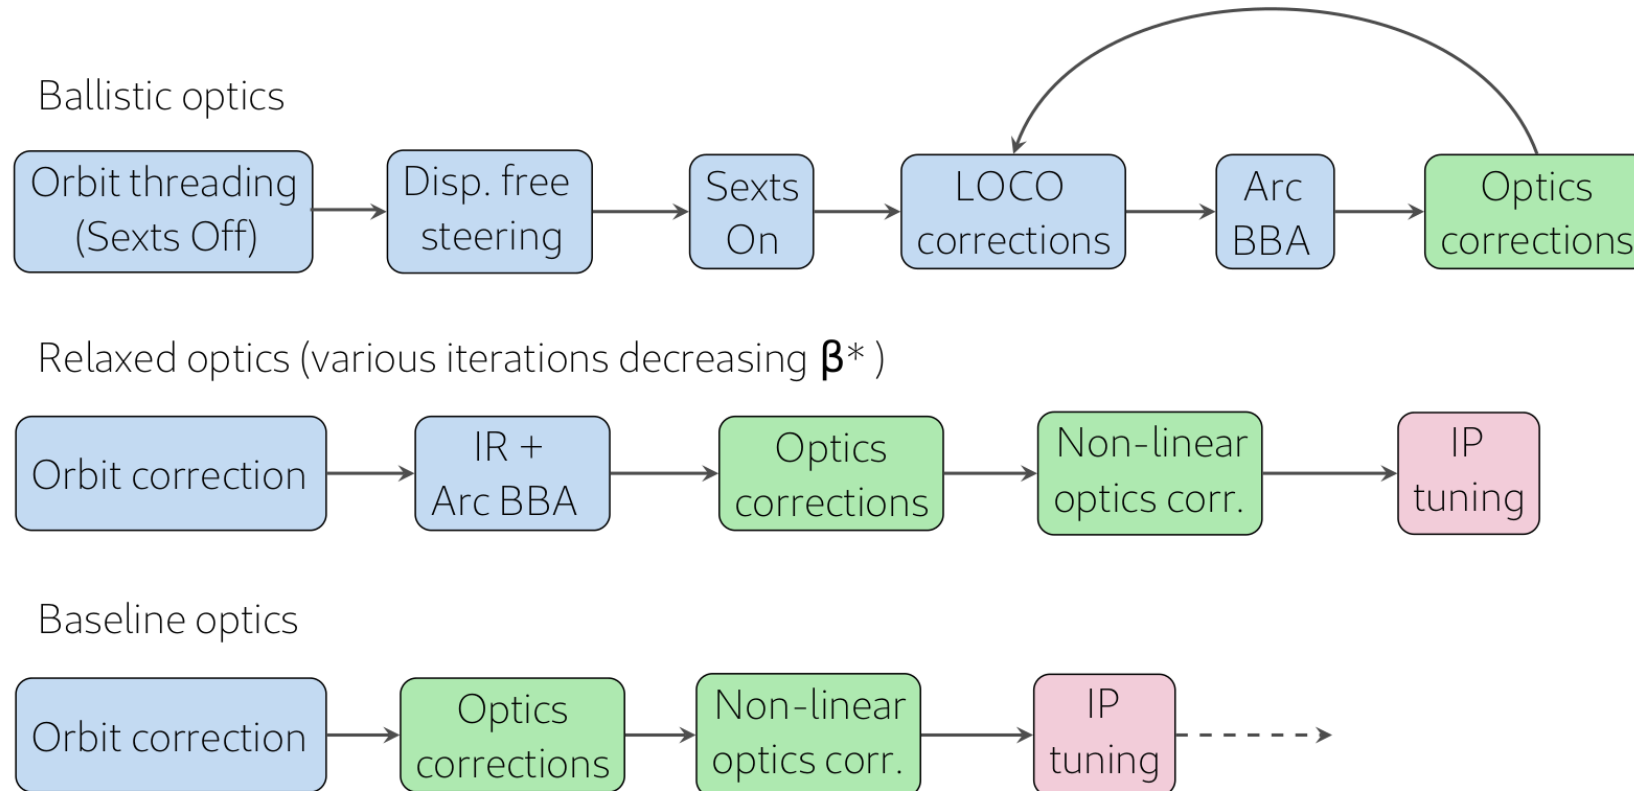 Ballistic optics
Orbit threading
(Sexts Off)
Disp. free
steering
Sexts
On
LOCO
corrections
Arc
BBA
Optics
corrections
Relaxed optics (various iterations decreasing β* )
Orbit correction
IR +
Arc BBA
Optics
corrections
Non-linear
optics corr.
IP
tuning
Baseline optics
Orbit correction
Optics
corrections
Non-linear
optics corr.
IP
tuning